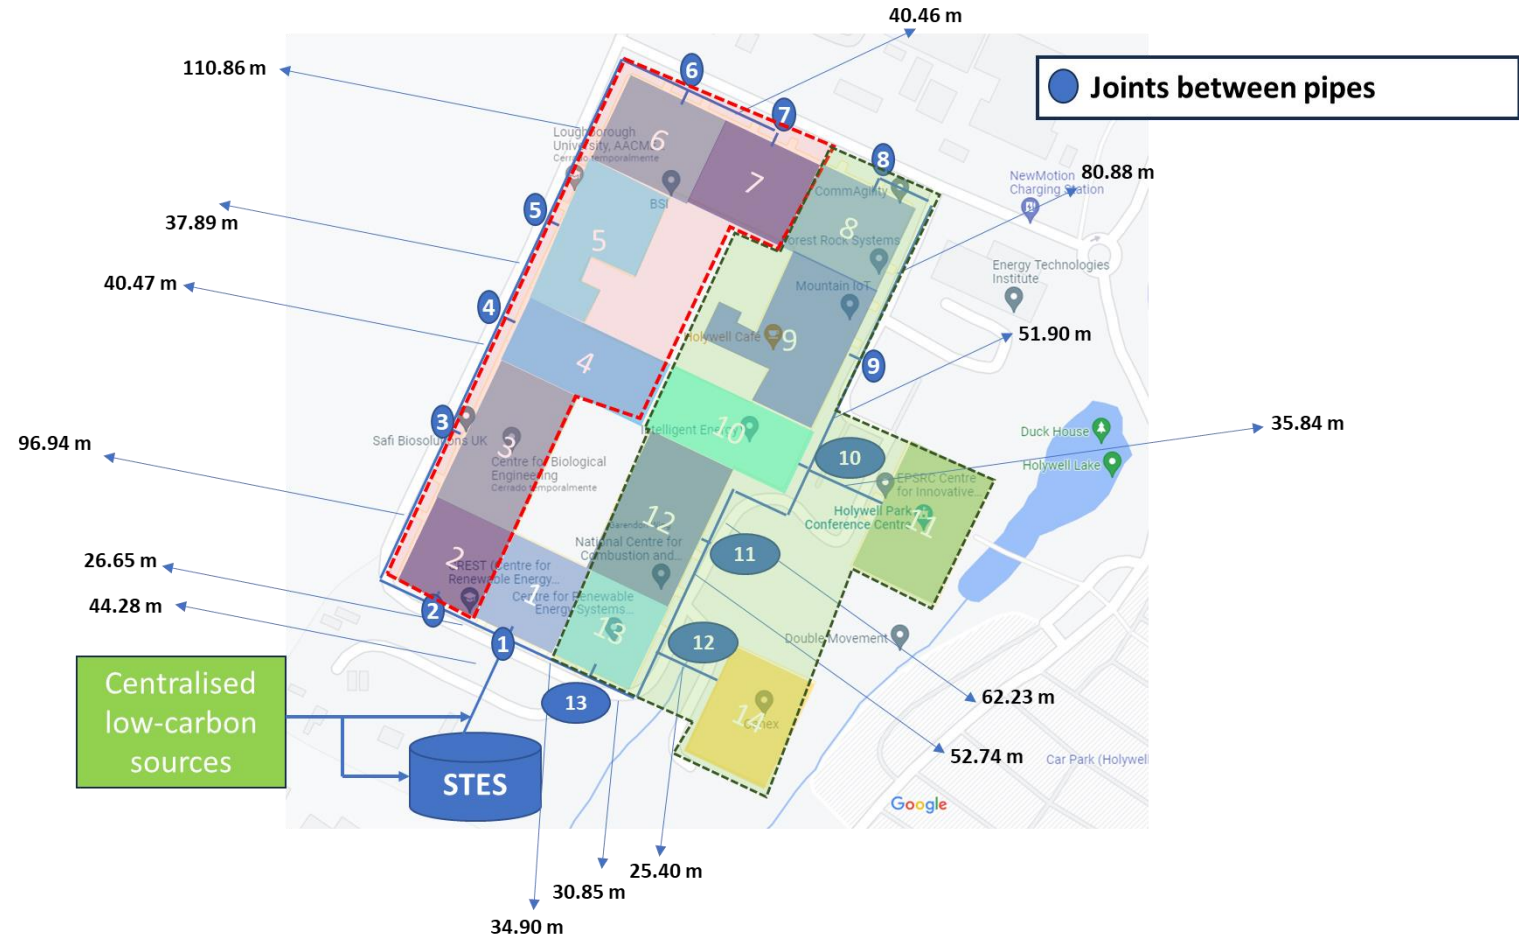 40.46 m
110.86 m
6
Joints between pipes
7
Loughborough
University, AACME
Cerrado temporalmente
6
8
80.88 m
NewMotion
Charging Station
CommAgility
7
BSI
5
37.89 m
8
5
Forest Rock Systems
Energy Technologies
Institute
40.47 m
Mountain IoT
4
Holywell Café
9
51.90 m
4
9
3
35.84 m
Safi Biosolutions UK
Intelligent Energy
10
Duck House
96.94 m
3
Centre for Biological
Engineering
Cerrado temporalmente
10
Holywell Lake
EPSRC Centre
for Innovative...
Holywell Park
Conference Centre
11
12
National Centre for
Combustion and...
11
26.65 m
2
CREST (Centre for
Renewable Energy...
44.28 m
1
Centre for Renewable
Energy Systems...
2
13
1
12
Double Movement
Centralised
low-carbon
sources
13
62.23 m
14
52.74 m
Car Park (Holywell
STES
Google
25.40 m
30.85 m
34.90 m